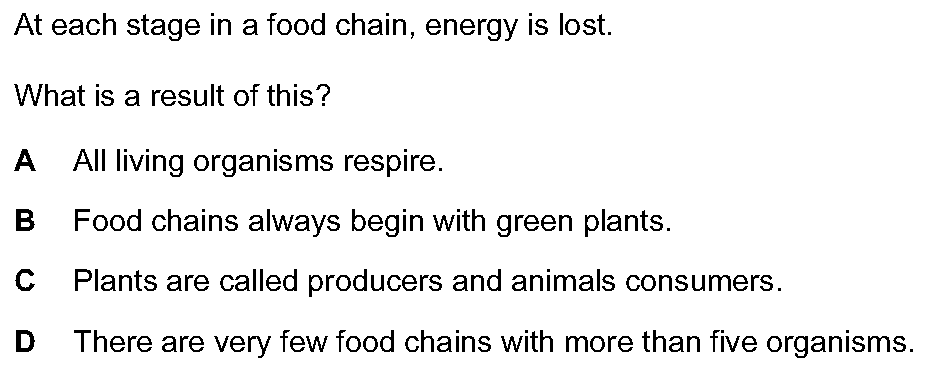 At each stage in a food chain, energy is lost.
What is a result of this?
A All living organisms respire.
B Food chains always begin with green plants.
C Plants are called producers and animals consumers.
D There are very few food chains with more than five organisms.